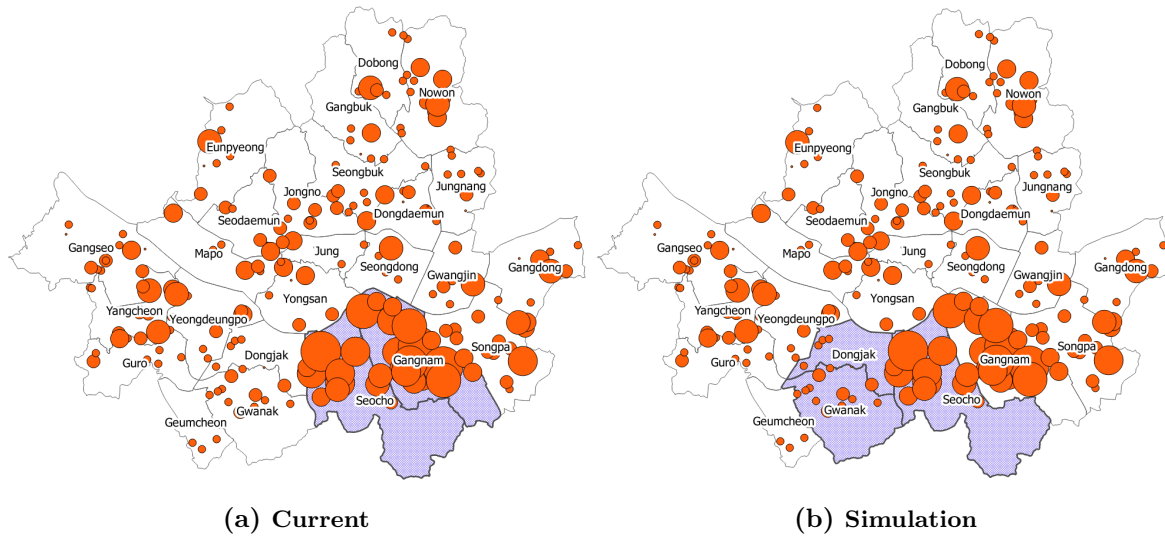 Dobong
Nowon
Gangbuk
Eunpyeong
Seongbuk
Jungnang
Jongno
Seodaemun
Dongdaemun
Gangseo
Mapo
Jung
Seongdong
Gwangjin
Gangdong
Yongsan
Yangcheon
Yeongdeungpo
Songpa
Guro
Dongjak
Gangnam
Seocho
Gwanak
Geumcheon
(a) Current
Dobong
Nowon
Gangbuk
Eunpyeong
Seongbuk
Jungnang
Jongno
Seodaemun
Dongdaemun
Gangseo
Mapo
Jung
Seongdong
Gwangjin
Gangdong
Yongsan
Yangcheon
Yeongdeungpo
Songpa
Guro
Dongjak
Gangnam
Seocho
Gwanak
Geumcheon
(b) Simulation